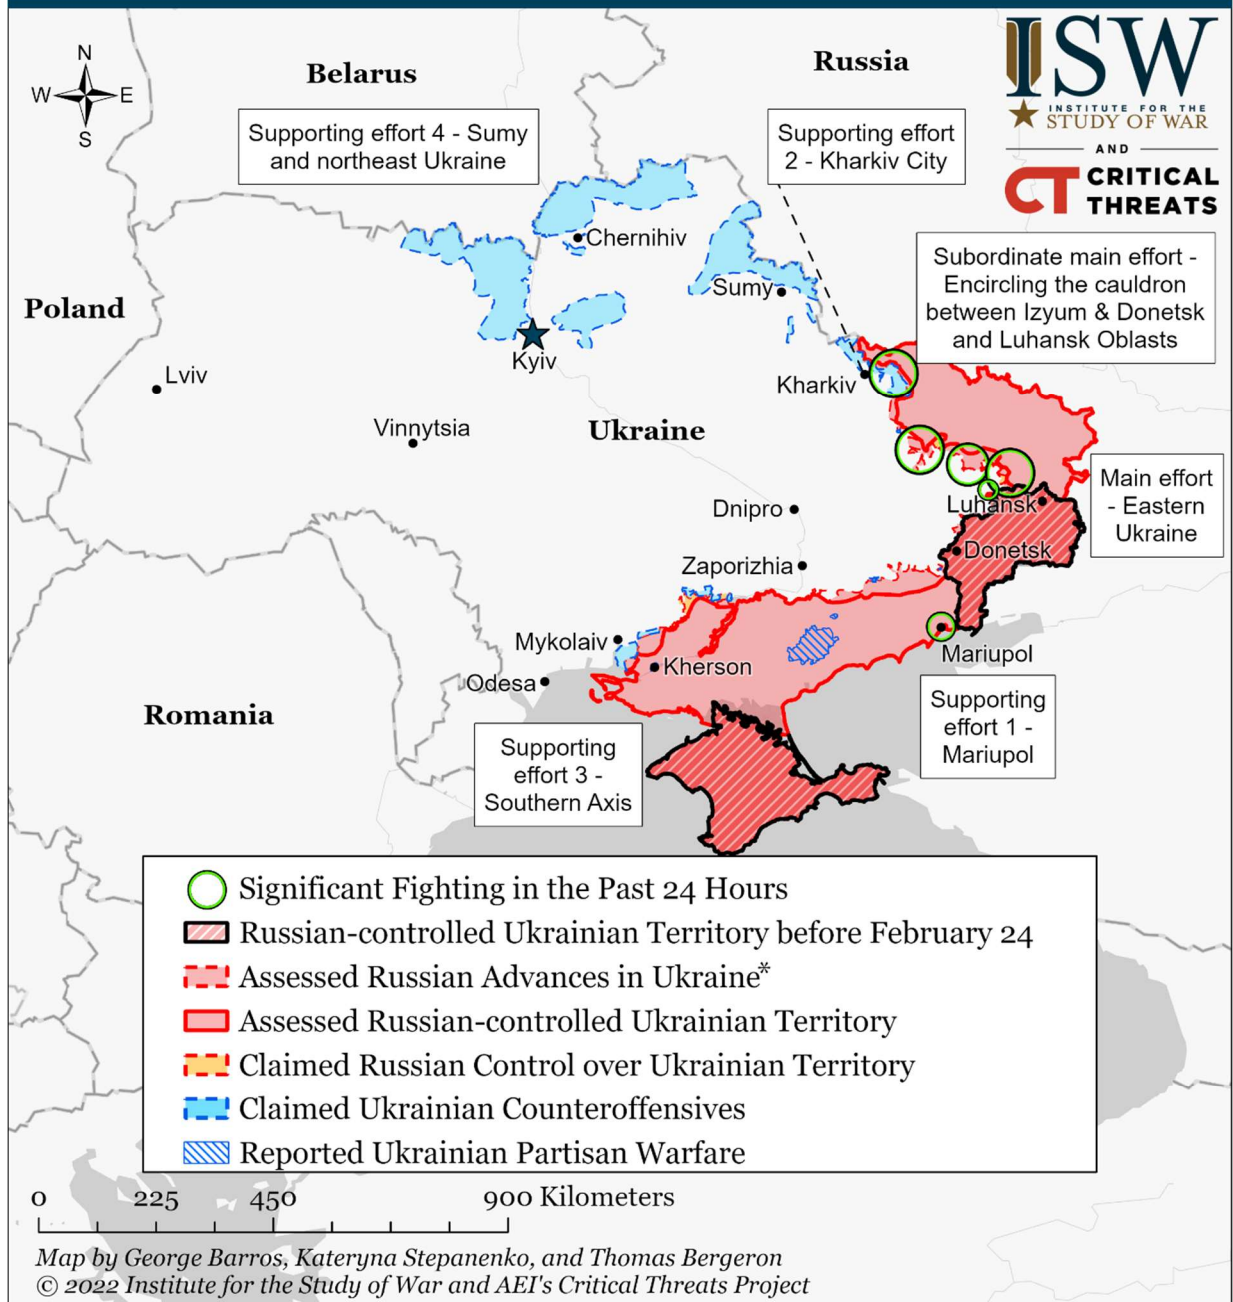 N
W E
S
Belarus
Russia
ISW
INSTITUTE FOR THE
STUDY OF WAR
AND
CT CRITICAL
THREATS
Supporting effort 4 - Sumy
and northeast Ukraine
Supporting effort
2 - Kharkiv City
Subordinate main effort -
Encircling the cauldron
between Izyum & Donetsk
and Luhansk Oblasts
Chernihiv
Sumy
Poland
Kyiv
Lviv
Kharkiv
Vinnytsia
Ukraine
Main effort
- Eastern
Ukraine
Luhansk
Dnipro
Donetsk
Zaporizhia
Mykolaiv
Mariupol
Kherson
Odesa
Romania
Supporting
effort 1 -
Mariupol
Supporting
effort 3 -
Southern Axis
Significant Fighting in the Past 24 Hours
Russian-controlled Ukrainian Territory before February 24
Assessed Russian Advances in Ukraine*
Assessed Russian-controlled Ukrainian Territory
Claimed Russian Control over Ukrainian Territory
Claimed Ukrainian Counteroffensives
Reported Ukrainian Partisan Warfare
0 225 450 900 Kilometers
Map by George Barros, Kateryna Stepanenko, and Thomas Bergeron
© 2022 Institute for the Study of War and AEI's Critical Threats Project